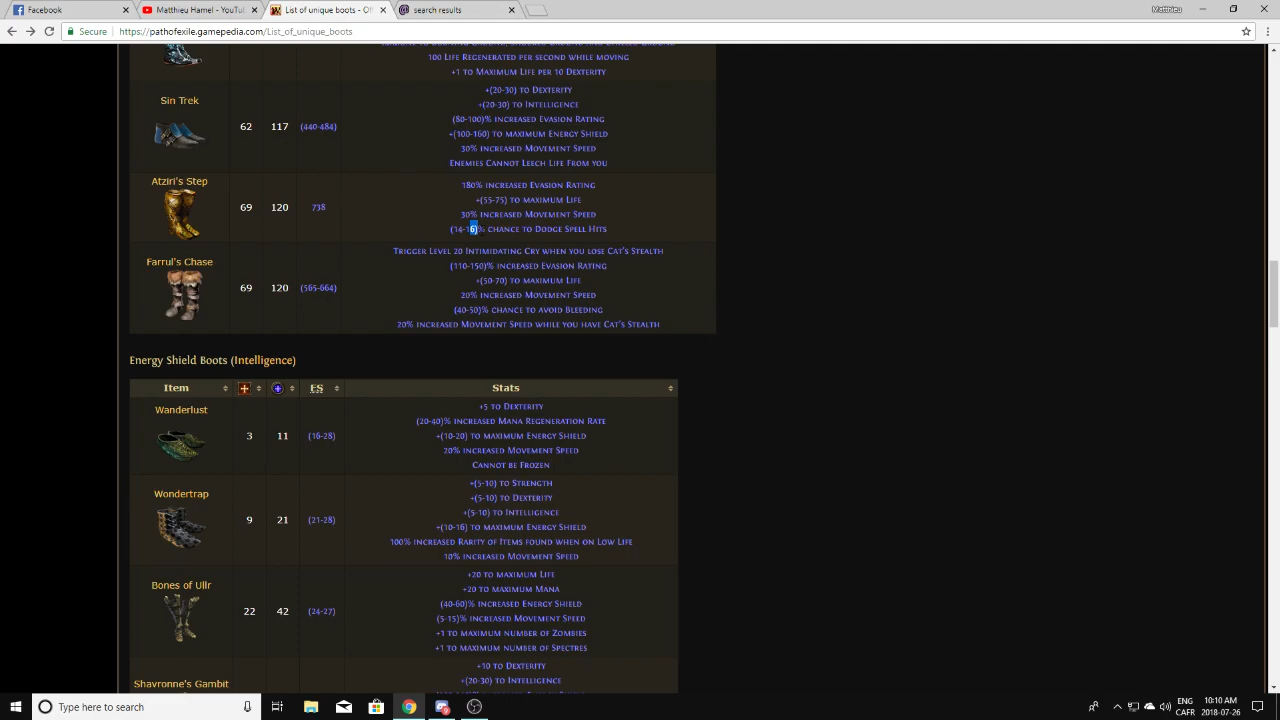 Facebook
Matt Hamel - YouTube
List of unique boots - Off
search results
Matthieu
Secure https://pathofexile.gamepedia.com/List_of_unique_boots
100 Life Regenerated per second while moving
+1 to Maximum Life per 10 Dexterity
Sin Trek
62
117
(440-484)
+(20-30) to Dexterity
+(20-30) to Intelligence
(80-100)% increased Evasion Rating
+(100-160) to maximum Energy Shield
30% increased Movement Speed
Enemies Cannot Leech Life From you
Atziri's Step
69
120
738
180% increased Evasion Rating
+(55-75) to maximum Life
30% increased Movement Speed
(14-16)% chance to Dodge Spell Hits
Farrul's Chase
69
120
(565-664)
Trigger Level 20 Intimidating Cry when you lose Cat's Stealth
(110-150)% increased Evasion Rating
+(50-70) to maximum Life
20% increased Movement Speed
(40-50)% chance to avoid Bleeding
20% increased Movement Speed while you have Cat's Stealth
Energy Shield Boots (Intelligence)
Item
ES
Stats
Wanderlust
3
11
(16-28)
+5 to Dexterity
(20-40)% increased Mana Regeneration Rate
+(10-20) to maximum Energy Shield
20% increased Movement Speed
Cannot be Frozen
Wondertrap
9
21
(21-28)
+(5-10) to Strength
+(5-10) to Dexterity
+(5-10) to Intelligence
+(10-16) to maximum Energy Shield
100% increased Rarity of Items found when on Low Life
10% increased Movement Speed
Bones of Ullr
22
42
(24-27)
+20 to maximum Life
+20 to maximum Mana
(40-60)% increased Energy Shield
(5-15)% increased Movement Speed
+1 to maximum number of Zombies
+1 to maximum number of Spectres
Shavronne's Gambit
+10 to Dexterity
+(20-30) to Intelligence
Type here to search
ENG
CAFR
10:10 AM
2018-07-26